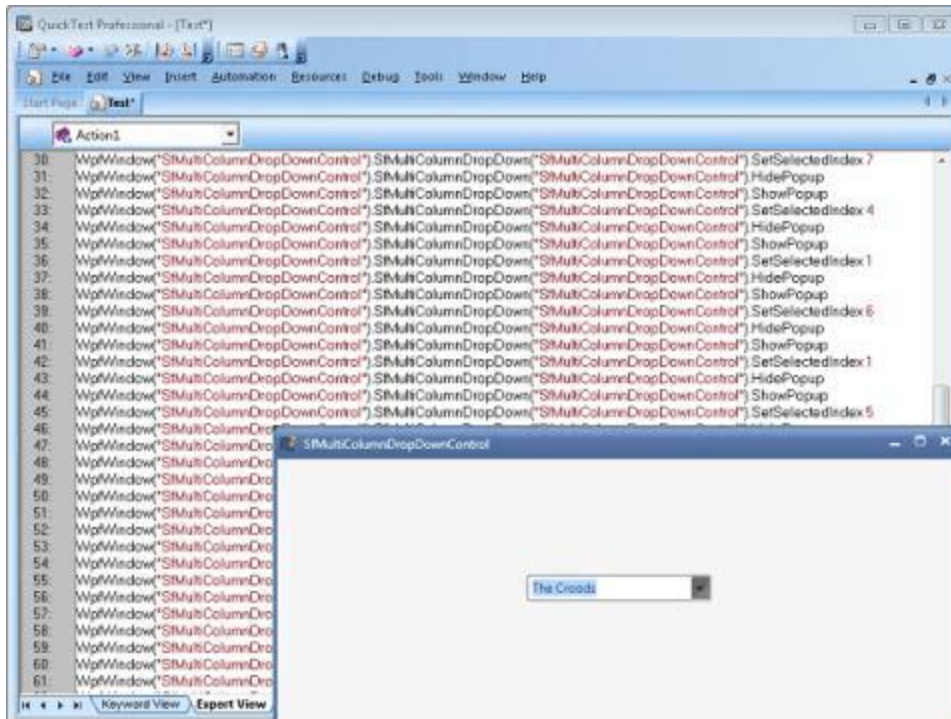 QuickTest Professional - [Test*]
File Edit View Insert Automation Resources Debug Tools Window Help
Start Page Test*
Action1
30: WpfWindow("SfMultiColumnDropDownControl").SfMultiColumnDropDown("SfMultiColumnDropDownControl").SetSelectedIndex 7
31: WpfWindow("SfMultiColumnDropDownControl").SfMultiColumnDropDown("SfMultiColumnDropDownControl").HidePopup
32: WpfWindow("SfMultiColumnDropDownControl").SfMultiColumnDropDown("SfMultiColumnDropDownControl").ShowPopup
33: WpfWindow("SfMultiColumnDropDownControl").SfMultiColumnDropDown("SfMultiColumnDropDownControl").SetSelectedIndex 4
34: WpfWindow("SfMultiColumnDropDownControl").SfMultiColumnDropDown("SfMultiColumnDropDownControl").HidePopup
35: WpfWindow("SfMultiColumnDropDownControl").SfMultiColumnDropDown("SfMultiColumnDropDownControl").ShowPopup
36: WpfWindow("SfMultiColumnDropDownControl").SfMultiColumnDropDown("SfMultiColumnDropDownControl").SetSelectedIndex 1
37: WpfWindow("SfMultiColumnDropDownControl").SfMultiColumnDropDown("SfMultiColumnDropDownControl").HidePopup
38: WpfWindow("SfMultiColumnDropDownControl").SfMultiColumnDropDown("SfMultiColumnDropDownControl").ShowPopup
39: WpfWindow("SfMultiColumnDropDownControl").SfMultiColumnDropDown("SfMultiColumnDropDownControl").SetSelectedIndex 6
40: WpfWindow("SfMultiColumnDropDownControl").SfMultiColumnDropDown("SfMultiColumnDropDownControl").HidePopup
41: WpfWindow("SfMultiColumnDropDownControl").SfMultiColumnDropDown("SfMultiColumnDropDownControl").ShowPopup
42: WpfWindow("SfMultiColumnDropDownControl").SfMultiColumnDropDown("SfMultiColumnDropDownControl").SetSelectedIndex 1
43: WpfWindow("SfMultiColumnDropDownControl").SfMultiColumnDropDown("SfMultiColumnDropDownControl").HidePopup
44: WpfWindow("SfMultiColumnDropDownControl").SfMultiColumnDropDown("SfMultiColumnDropDownControl").ShowPopup
45: WpfWindow("SfMultiColumnDropDownControl").SfMultiColumnDropDown("SfMultiColumnDropDownControl").SetSelectedIndex 5
46: WpfWindow("SfMultiColumnDro
47: WpfWindow("SfMultiColumnDro
SfMultiColumnDropDownControl
48: WpfWindow("SfMultiColumnDro
49: WpfWindow("SfMultiColumnDro
50: WpfWindow("SfMultiColumnDro
51: WpfWindow("SfMultiColumnDro
52: WpfWindow("SfMultiColumnDro
53: WpfWindow("SfMultiColumnDro
54: WpfWindow("SfMultiColumnDro
55: WpfWindow("SfMultiColumnDro
The Croods
56: WpfWindow("SfMultiColumnDro
57: WpfWindow("SfMultiColumnDro
58: WpfWindow("SfMultiColumnDro
59: WpfWindow("SfMultiColumnDro
60: WpfWindow("SfMultiColumnDro
61: WpfWindow("SfMultiColumnDro
Keyword View Expert View